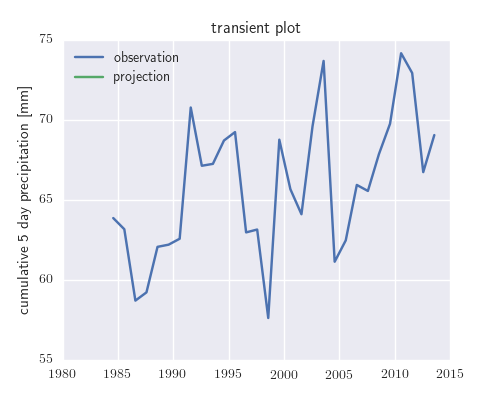 transient plot
75
70
65
60
55
cumulative 5 day precipitation [mm]
observation
projection
1980 1985 1990 1995 2000 2005 2010 2015